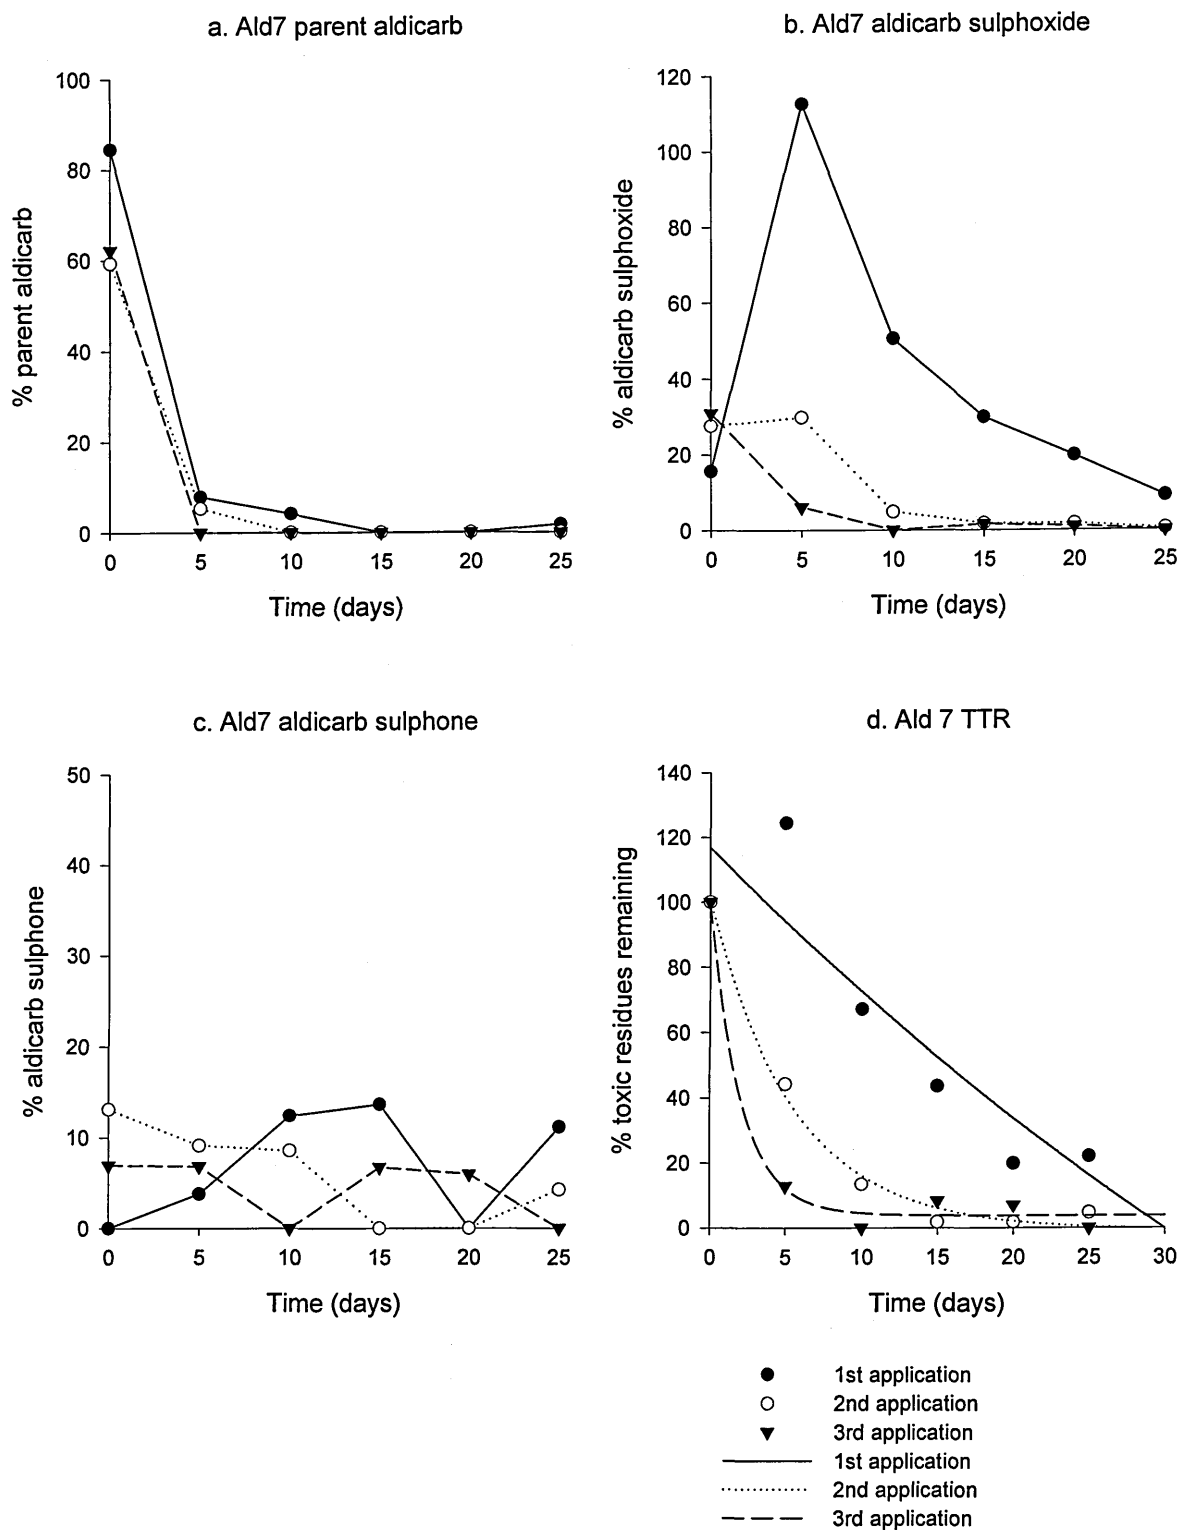 a. Ald7 parent aldicarb
% parent aldicarb
100
80
60
40
20
0
0 5 10 15 20 25
Time (days)
b. Ald7 aldicarb sulphoxide
% aldicarb sulphoxide
120
100
80
60
40
20
0
0 5 10 15 20 25
Time (days)
c. Ald7 aldicarb sulphone
% aldicarb sulphone
50
40
30
20
10
0
0 5 10 15 20 25
Time (days)
d. Ald 7 TTR
% toxic residues remaining
140
120
100
80
60
40
20
0
0 5 10 15 20 25 30
Time (days)
1st application
2nd application
3rd application
1st application
2nd application
3rd application